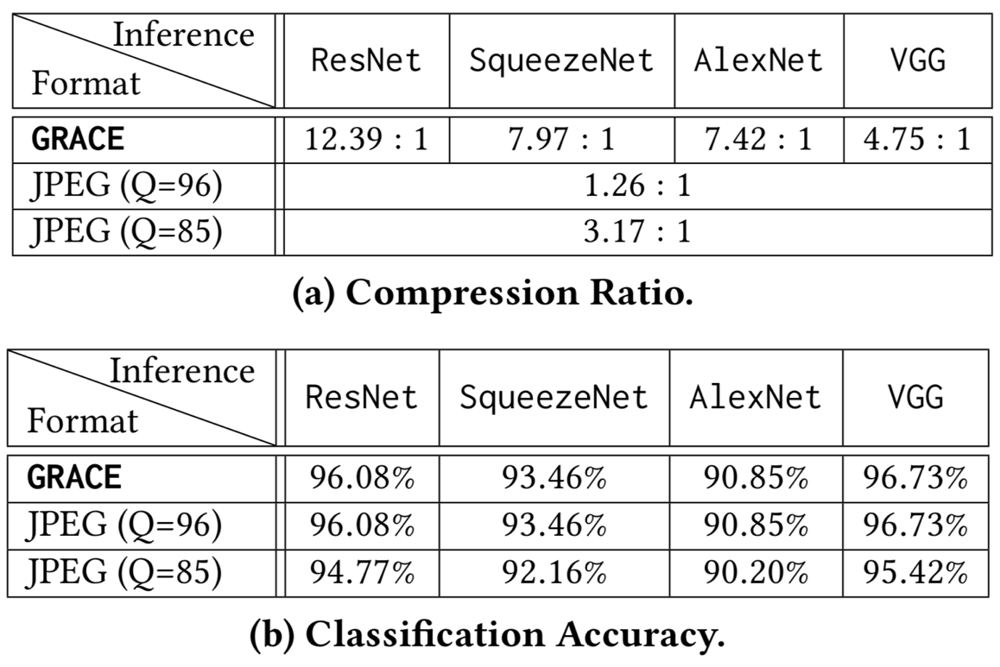 Inference
Format ResNet SqueezeNet AlexNet VGG
GRACE 12.39 : 1 7.97 : 1 7.42 : 1 4.75 : 1
JPEG (Q=96) 1.26 : 1
JPEG (Q=85) 3.17 : 1
(a) Compression Ratio.
Inference
Format ResNet SqueezeNet AlexNet VGG
GRACE 96.08% 93.46% 90.85% 96.73%
JPEG (Q=96) 96.08% 93.46% 90.85% 96.73%
JPEG (Q=85) 94.77% 92.16% 90.20% 95.42%
(b) Classification Accuracy.